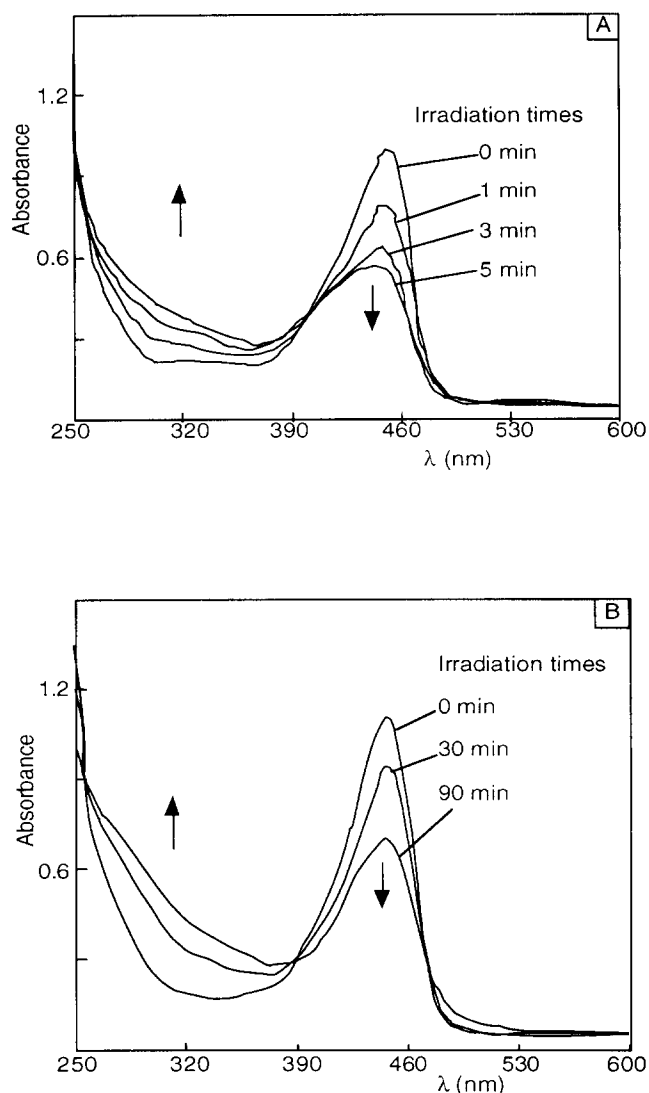 A
1.2
Absorbance
0.6
Irradiation times
0 min
1 min
3 min
5 min
250 320 390 460 530 600
λ (nm)
B
1.2
Absorbance
0.6
Irradiation times
0 min
30 min
90 min
250 320 390 460 530 600
λ (nm)